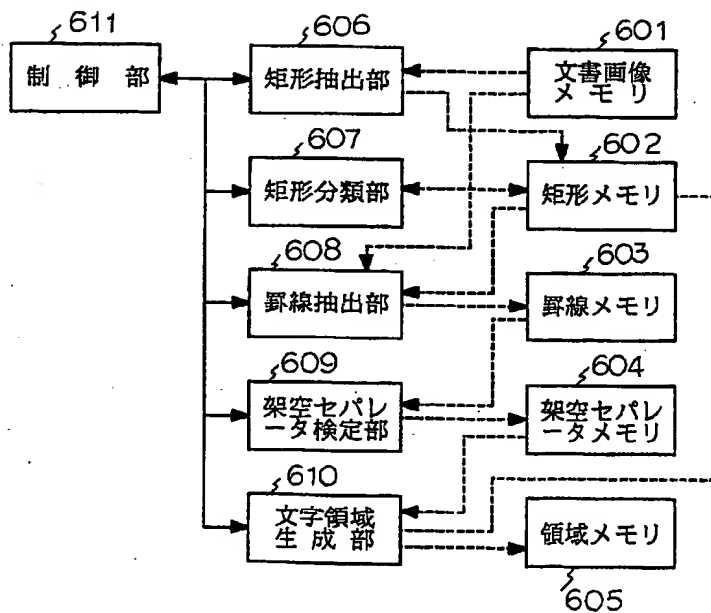 611
制御部
606
矩形抽出部
601
文書画像
メモリ
607
矩形分類部
602
矩形メモリ
608
罫線抽出部
603
罫線メモリ
609
架空セパレ
ータ検定部
604
架空セパレ
ータメモリ
610
文字領域
生成部
領域メモリ
605